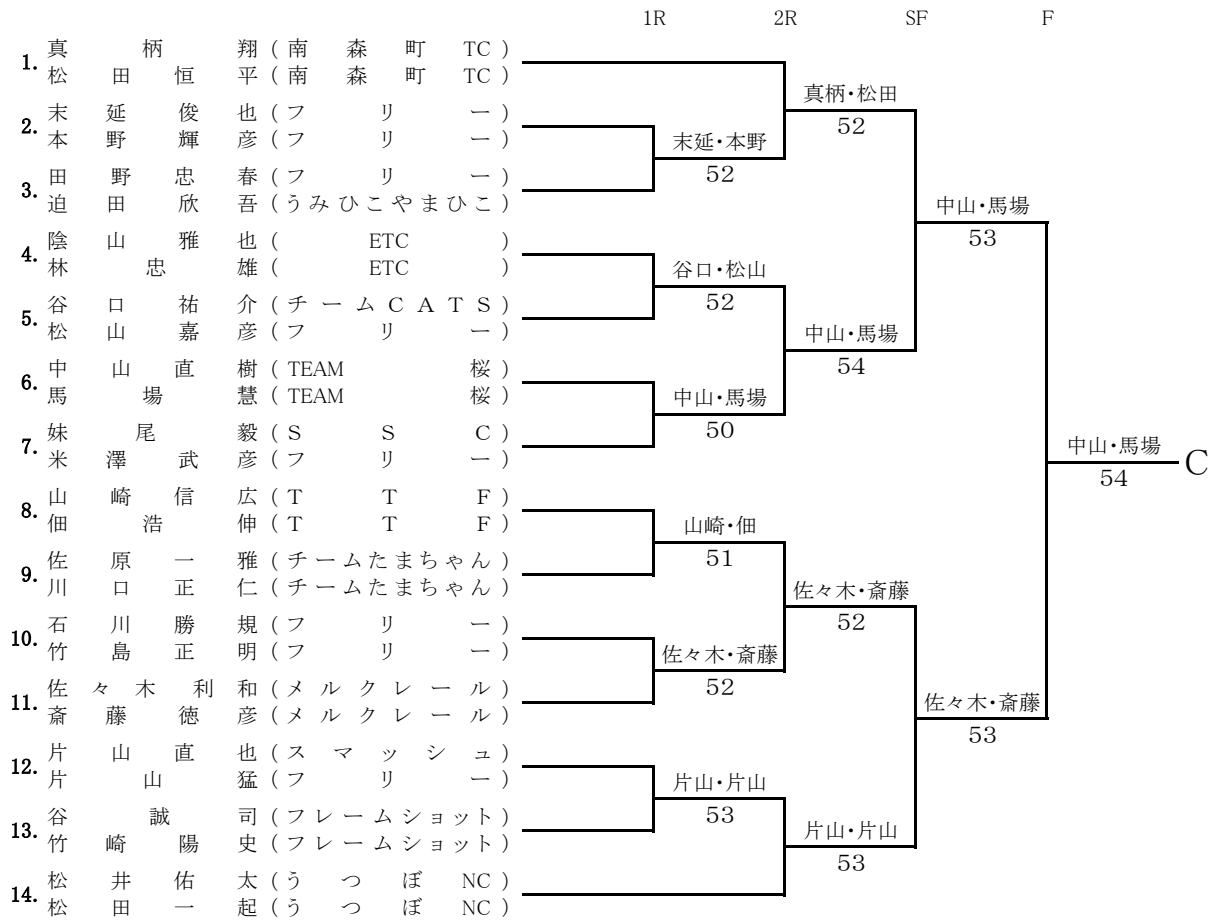 1R 2R SF F
1. 真柄翔(南森町TC)
松田恒平(南森町TC)
真柄・松田
52
2. 末延俊也(フリー)
本野輝彦(フリー)
末延・本野
52
3. 田野忠春(フリー)
迫田欣吾(うみひこやまひこ)
中山・馬場
53
4. 陰山雅也(ETC)
林忠雄(ETC)
谷口・松山
52
5. 谷口祐介(チームCATS)
松山嘉彦(フリー)
中山・馬場
54
6. 中山直樹(TEAM桜)
馬場慧(TEAM桜)
中山・馬場
50
7. 妹尾毅(SSC)
米澤武彦(フリー)
中山・馬場
54
C
8. 山崎信広(TTF)
佃浩伸(TTF)
山崎・佃
51
9. 佐原一雅(チームたまちゃん)
川口正仁(チームたまちゃん)
佐々木・斎藤
52
10. 石川勝規(フリー)
竹島正明(フリー)
佐々木・斎藤
52
11. 佐々木利和(メルクレール)
斎藤徳彦(メルクレール)
佐々木・斎藤
53
12. 片山直也(スマッシュ)
片山猛(フリー)
片山・片山
53
13. 谷誠司(フレームショット)
竹崎陽史(フレームショット)
片山・片山
53
14. 松井佑太(うつぼNC)
松田一起(うつぼNC)